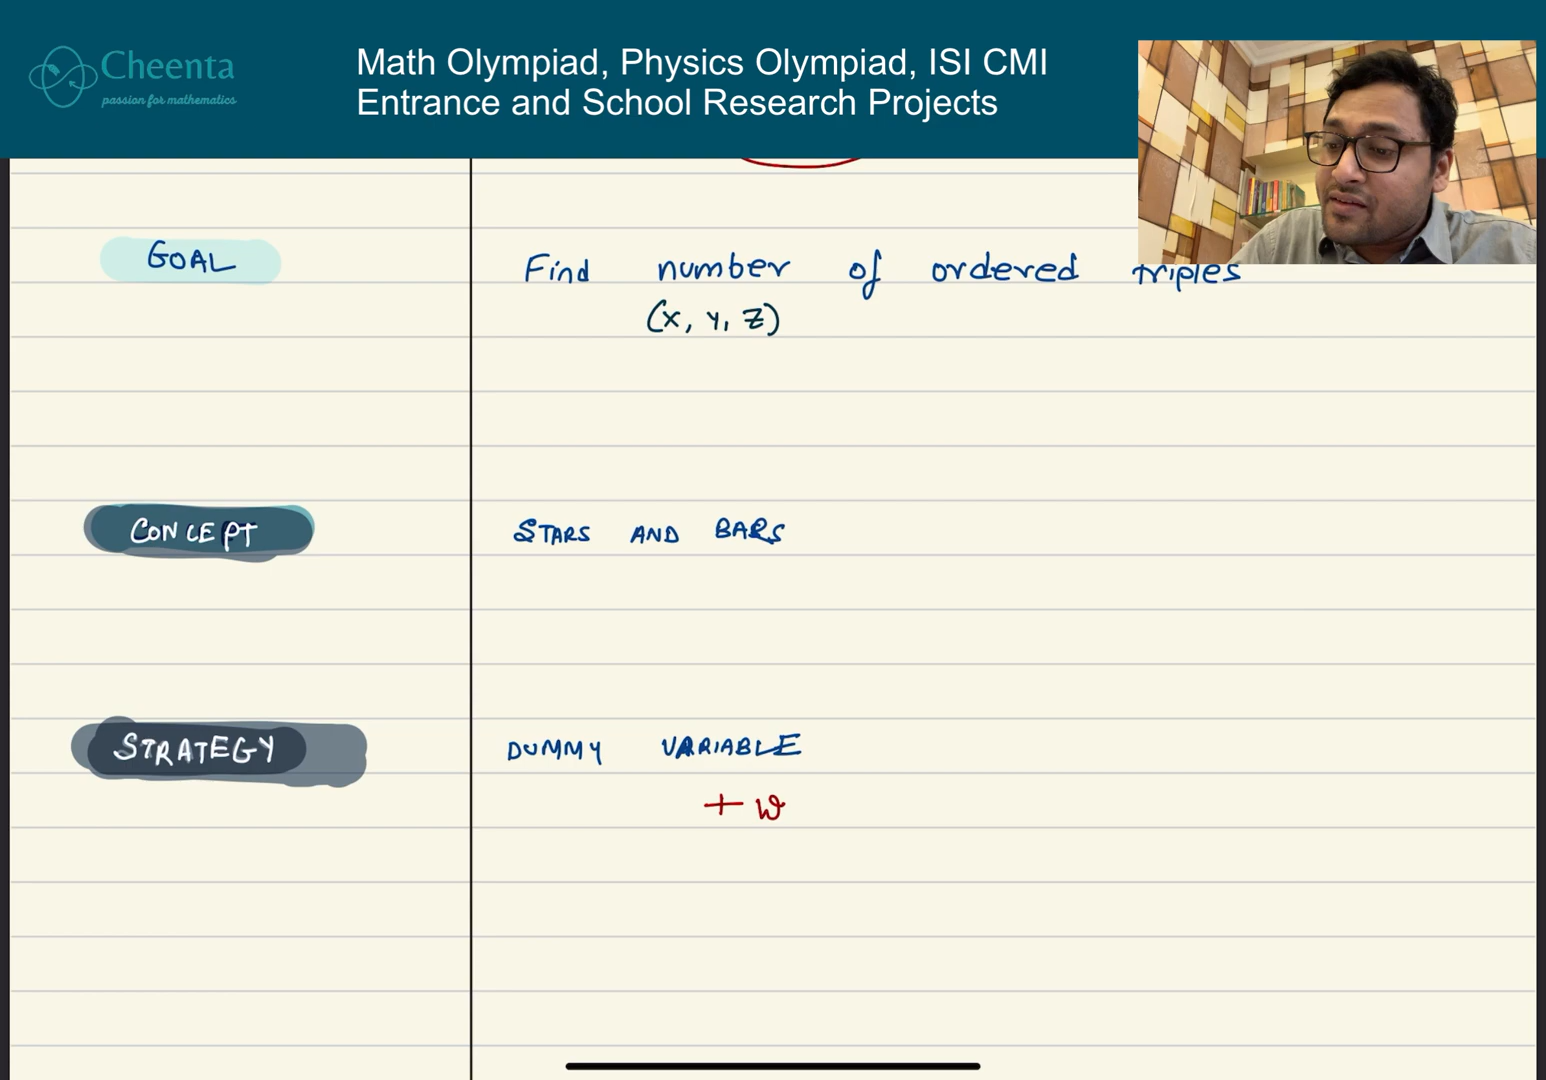 Cheenta
passion for mathematics
Math Olympiad, Physics Olympiad, ISI CMI
Entrance and School Research Projects
GOAL
Find number of ordered triples
(x, y, z)
CONCEPT
STARS AND BARS
STRATEGY
DUMMY VARIABLE
+ w